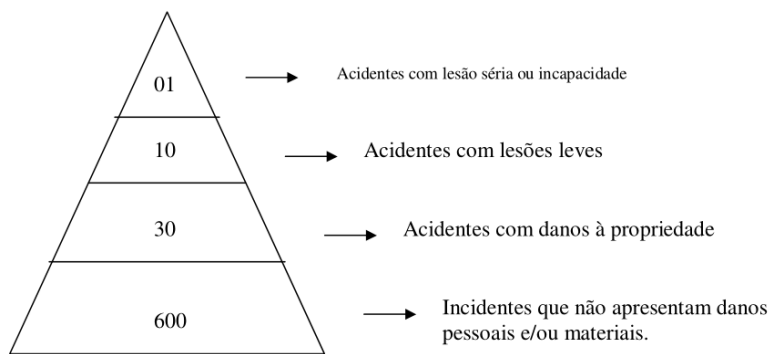 01
Acidentes com lesão séria ou incapacidade
10
Acidentes com lesões leves
30
Acidentes com danos à propriedade
600
Incidentes que não apresentam danos
pessoais e/ou materiais.